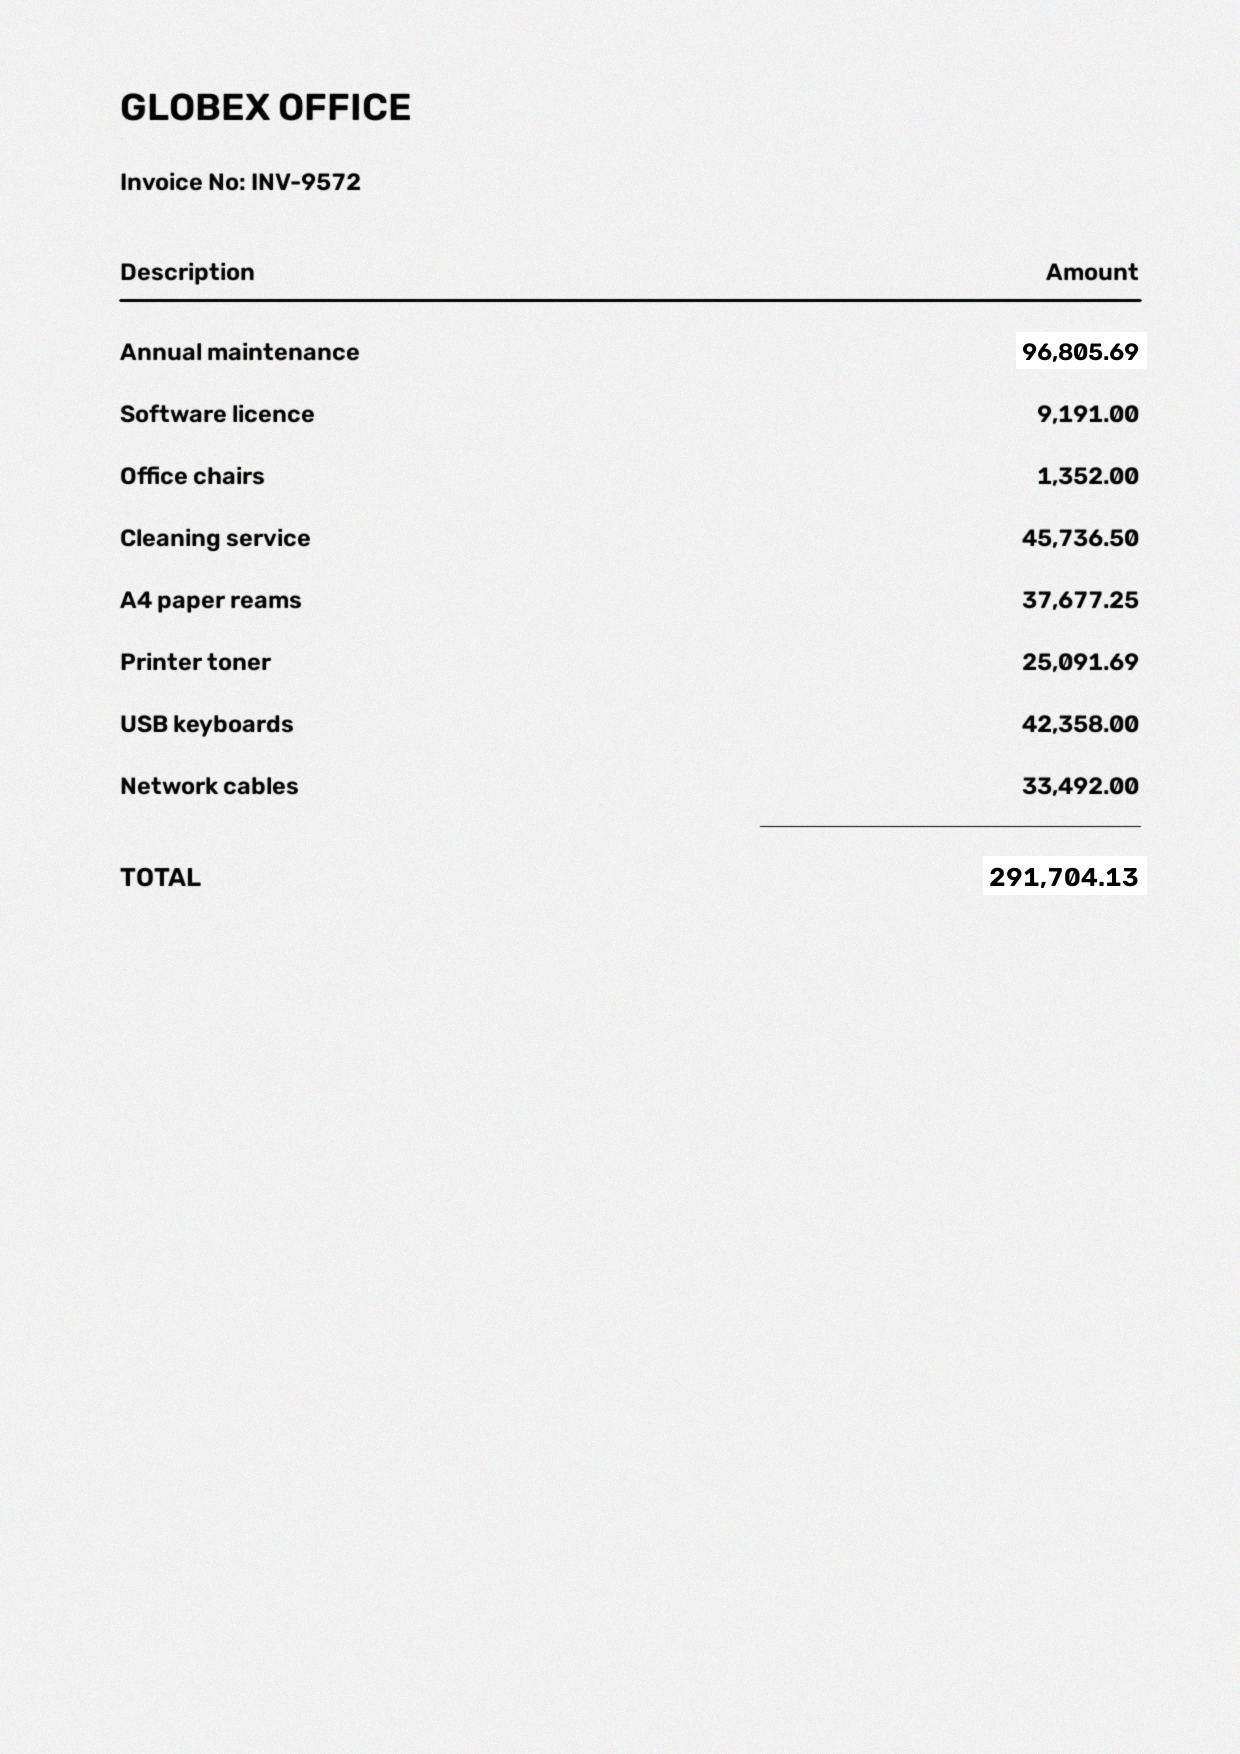 GLOBEX OFFICE
Invoice No: INV-9572
Description Amount
Annual maintenance 96,805.69
Software licence 9,191.00
Office chairs 1,352.00
Cleaning service 45,736.50
A4 paper reams 37,677.25
Printer toner 25,091.69
USB keyboards 42,358.00
Network cables 33,492.00
TOTAL 291,704.13